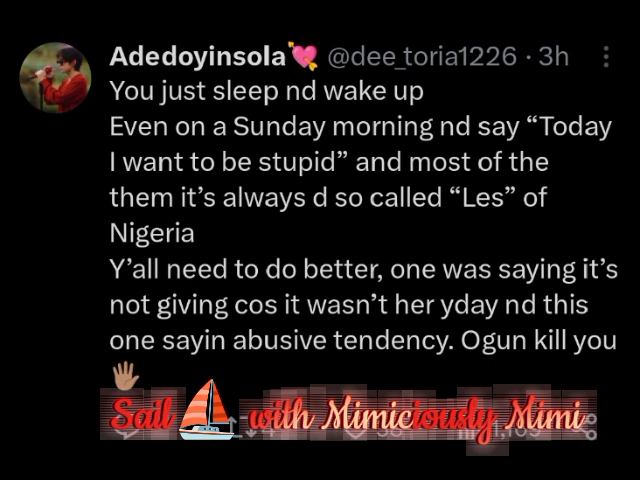 Adedoyinsola💘 @dee_toria1226 · 3h
You just sleep nd wake up
Even on a Sunday morning nd say “Today
I want to be stupid” and most of the
them it’s always d so called “Les” of
Nigeria
Y’all need to do better, one was saying it’s
not giving cos it wasn’t her yday nd this
one sayin abusive tendency. Ogun kill you
🖐🏽
Sail ⛵ with Mimiciously Mimi